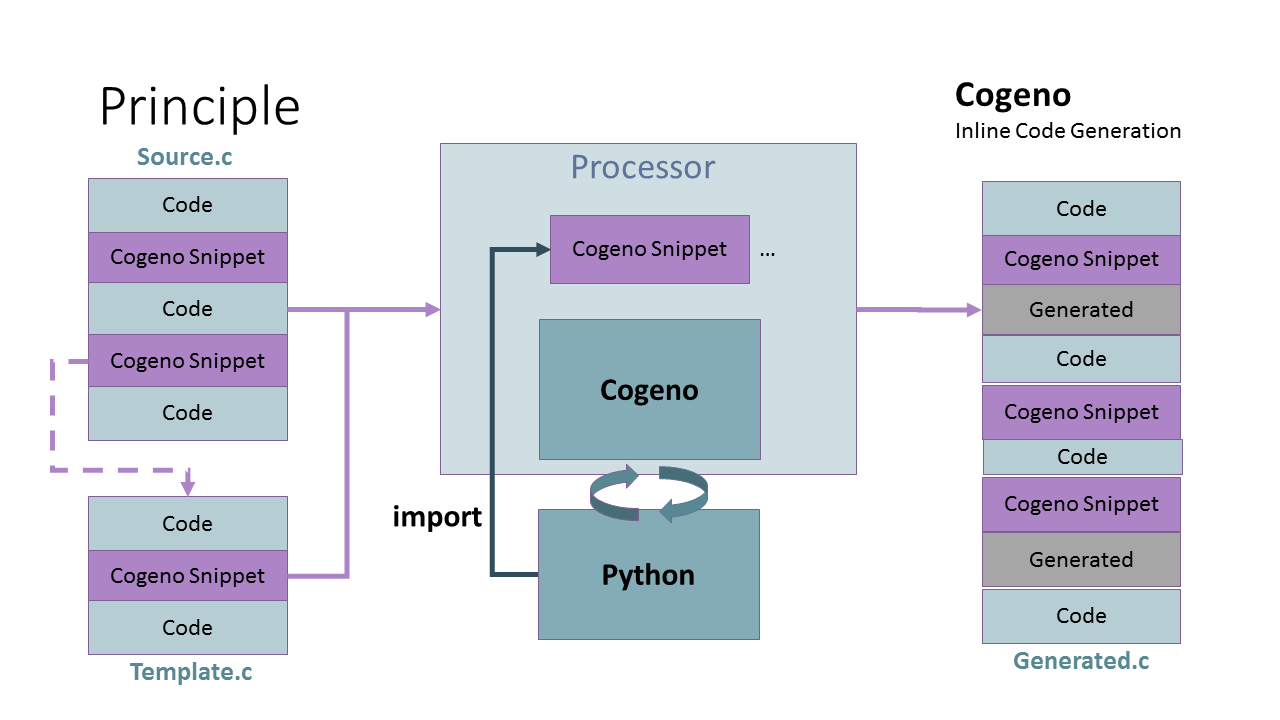 Principle
Cogeno
Inline Code Generation
Source.c
Code
Cogeno Snippet
Code
Cogeno Snippet
Code
Code
Cogeno Snippet
Code
Template.c
Processor
Cogeno Snippet
...
Cogeno
import
Python
Code
Cogeno Snippet
Generated
Code
Cogeno Snippet
Code
Cogeno Snippet
Generated
Code
Generated.c